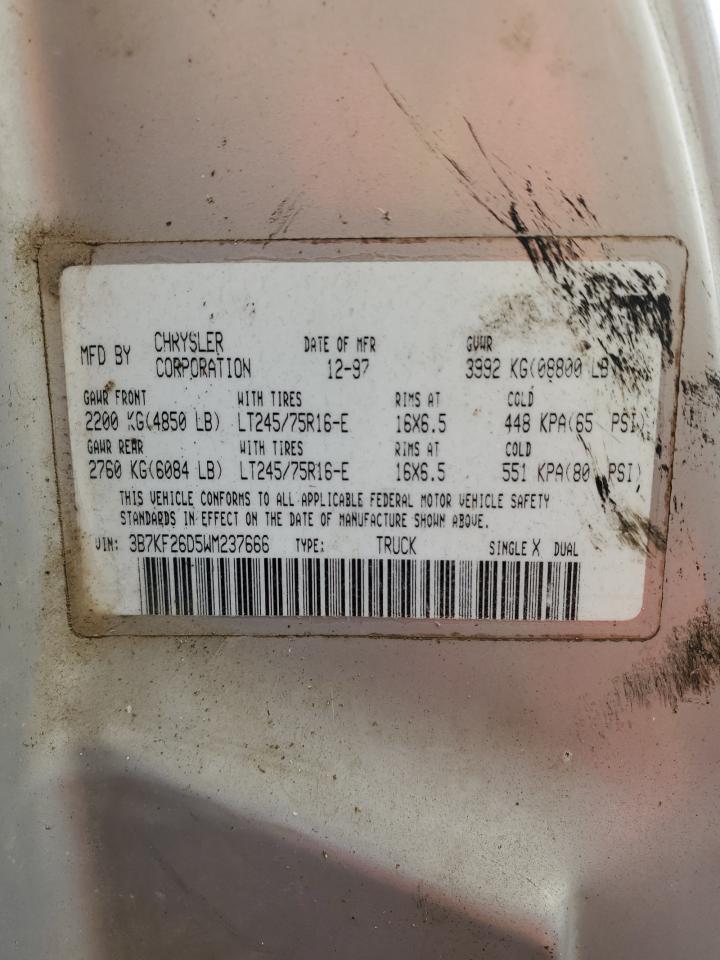 MFD BY CHRYSLER CORPORATION DATE OF MFR 12-97 GVWR 3992 KG(08800 LB
GAWR FRONT WITH TIRES RIMS AT COLD
2200 KG(4850 LB) LT245/75R16-E 16X6.5 448 KPA(65 PSI)
GAWR REAR WITH TIRES RIMS AT COLD
2760 KG(6084 LB) LT245/75R16-E 16X6.5 551 KPA(80 PSI)
THIS VEHICLE CONFORMS TO ALL APPLICABLE FEDERAL MOTOR VEHICLE SAFETY
STANDARDS IN EFFECT ON THE DATE OF MANUFACTURE SHOWN ABOVE.
VIN: 3B7KF26D5WM237666 TYPE: TRUCK SINGLE X DUAL